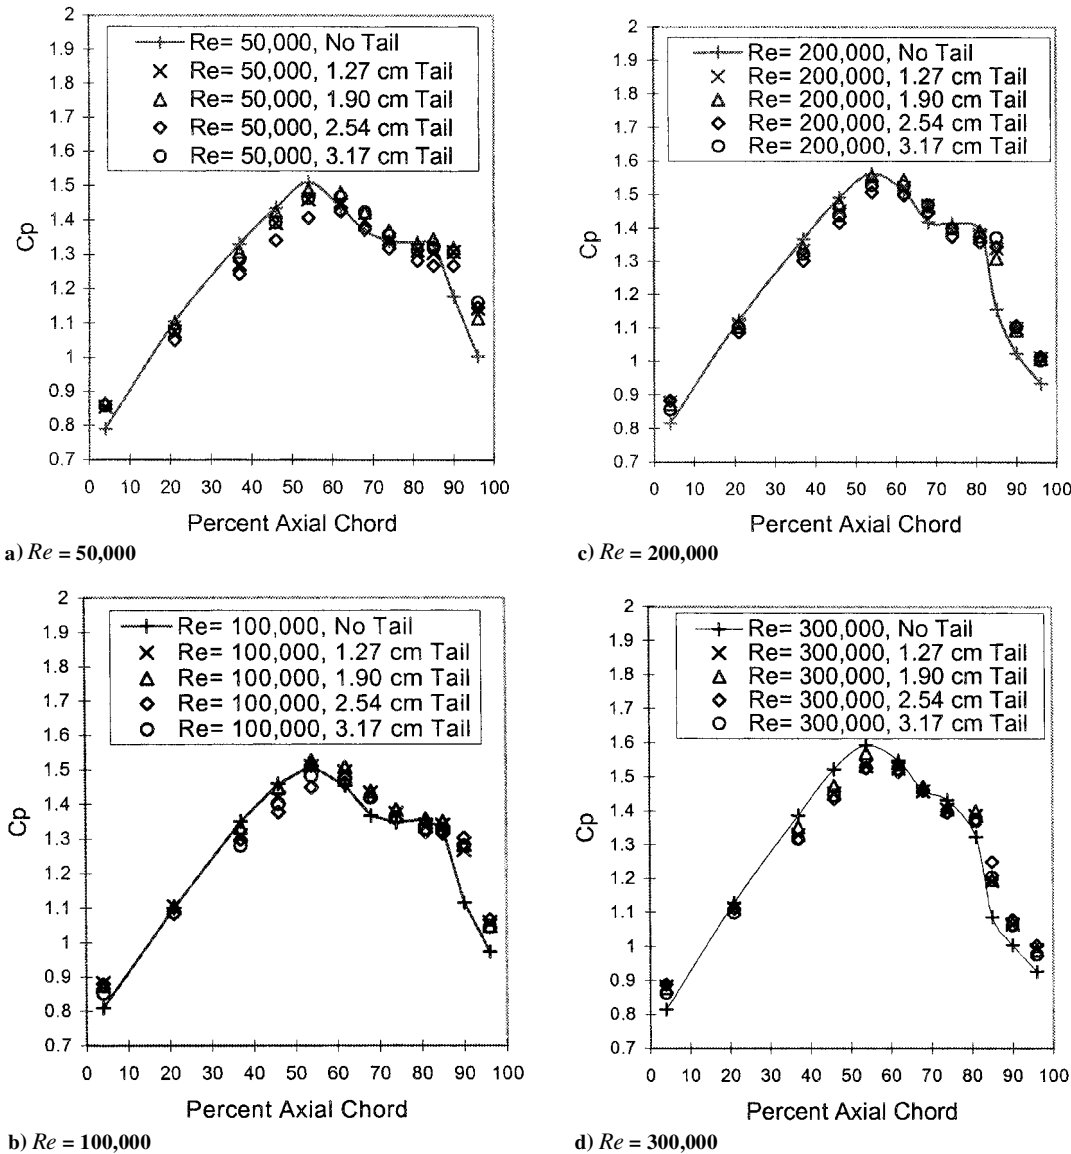 2
1.9
1.8
1.7
1.6
1.5
1.4
1.3
1.2
1.1
1
0.9
0.8
0.7
Cp
Re= 50,000, No Tail
Re= 50,000, 1.27 cm Tail
Re= 50,000, 1.90 cm Tail
Re= 50,000, 2.54 cm Tail
Re= 50,000, 3.17 cm Tail
0 10 20 30 40 50 60 70 80 90 100
Percent Axial Chord
a) Re = 50,000
2
1.9
1.8
1.7
1.6
1.5
1.4
1.3
1.2
1.1
1
0.9
0.8
0.7
Cp
Re= 200,000, No Tail
Re= 200,000, 1.27 cm Tail
Re= 200,000, 1.90 cm Tail
Re= 200,000, 2.54 cm Tail
Re= 200,000, 3.17 cm Tail
0 10 20 30 40 50 60 70 80 90 100
Percent Axial Chord
c) Re = 200,000
2
1.9
1.8
1.7
1.6
1.5
1.4
1.3
1.2
1.1
1
0.9
0.8
0.7
Cp
Re= 100,000, No Tail
Re= 100,000, 1.27 cm Tail
Re= 100,000, 1.90 cm Tail
Re= 100,000, 2.54 cm Tail
Re= 100,000, 3.17 cm Tail
0 10 20 30 40 50 60 70 80 90 100
Percent Axial Chord
b) Re = 100,000
2
1.9
1.8
1.7
1.6
1.5
1.4
1.3
1.2
1.1
1
0.9
0.8
0.7
Cp
Re= 300,000, No Tail
Re= 300,000, 1.27 cm Tail
Re= 300,000, 1.90 cm Tail
Re= 300,000, 2.54 cm Tail
Re= 300,000, 3.17 cm Tail
0 10 20 30 40 50 60 70 80 90 100
Percent Axial Chord
d) Re = 300,000